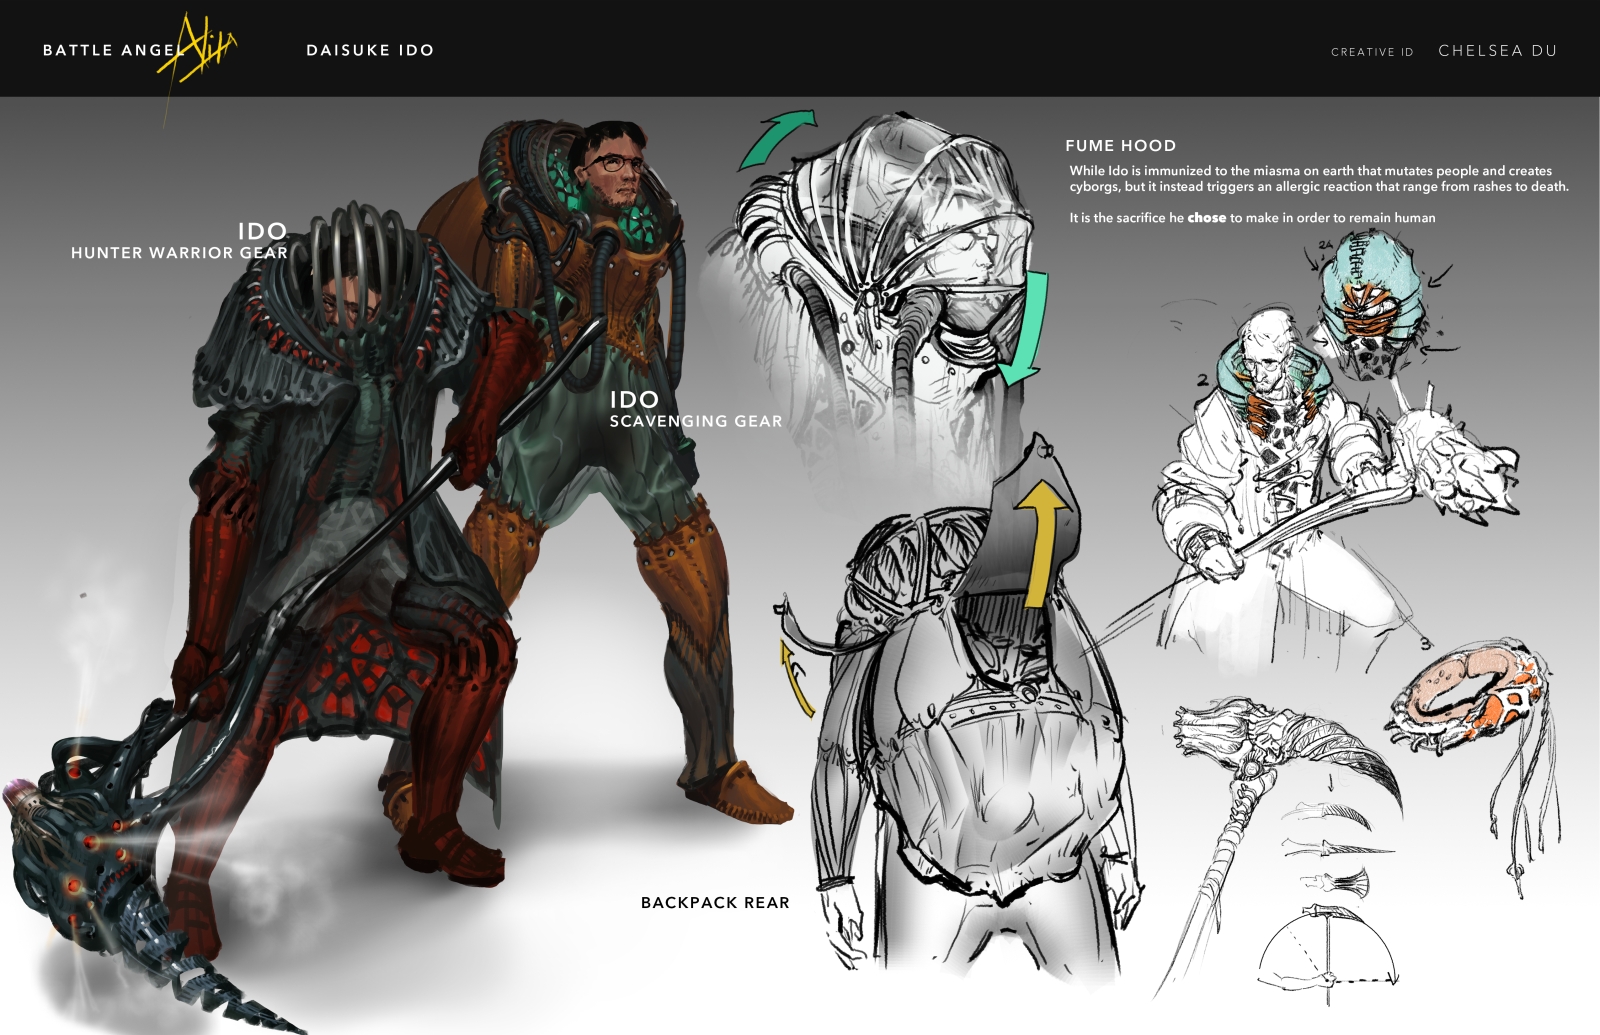 BATTLE ANGEL Alita
DAISUKE IDO
CREATIVE ID CHELSEA DU
FUME HOOD
While Ido is immunized to the miasma on earth that mutates people and creates
cyborgs, but it instead triggers an allergic reaction that range from rashes to death.
It is the sacrifice he chose to make in order to remain human
IDO
HUNTER WARRIOR GEAR
2A
2
IDO
SCAVENGING GEAR
3
BACKPACK REAR